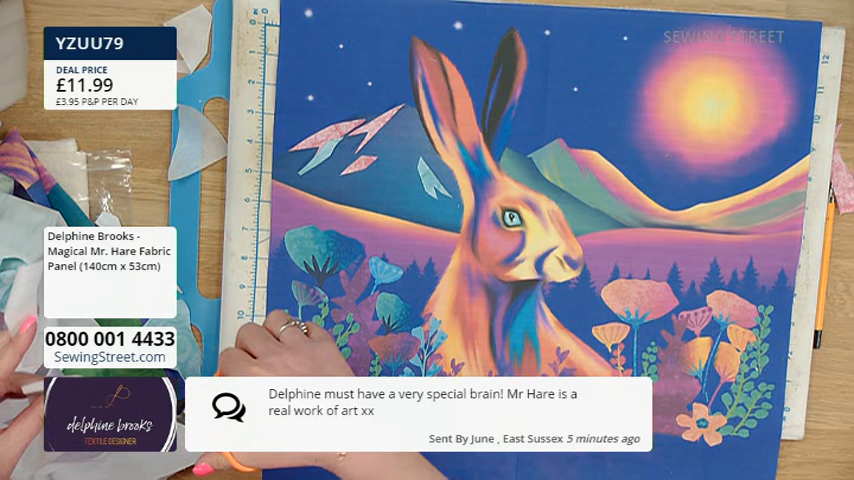 YZUU79
DEAL PRICE
£11.99
£3.95 P&P PER DAY
SEWING STREET
Delphine Brooks -
Magical Mr. Hare Fabric
Panel (140cm x 53cm)
0800 001 4433
SewingStreet.com
delphine brooks
TEXTILE DESIGNER
Delphine must have a very special brain! Mr Hare is a
real work of art xx
Sent By June , East Sussex 5 minutes ago